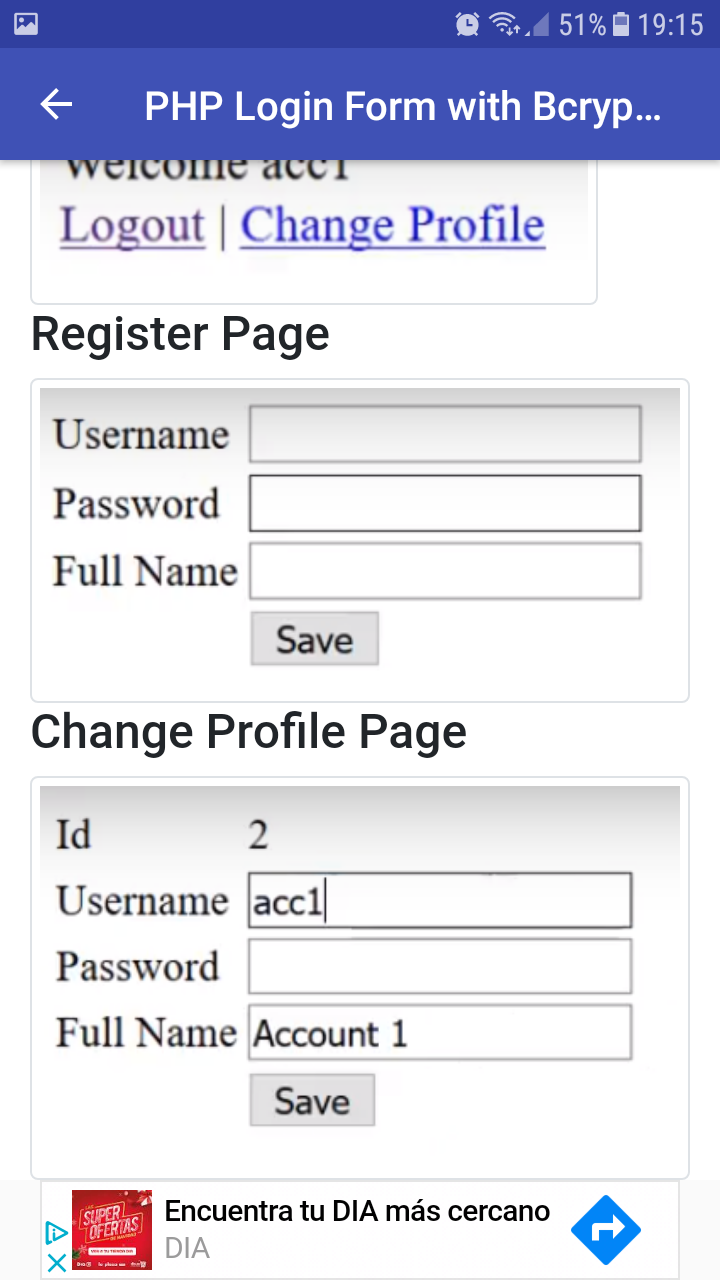 51% 19:15
PHP Login Form with Bcryp...
Welcome acc1
Logout | Change Profile
Register Page
Username
Password
Full Name
Save
Change Profile Page
Id 2
Username acc1
Password
Full Name Account 1
Save
SUPER
OFERTAS
Encuentra tu DIA más cercano
DIA